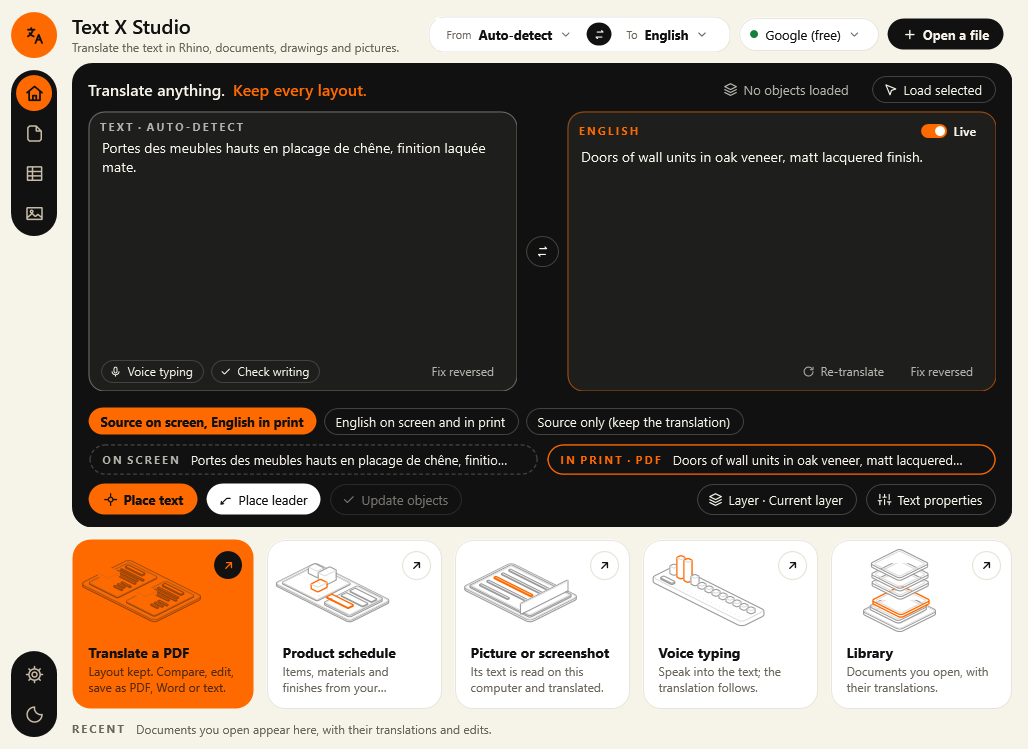 Text X Studio
Translate the text in Rhino, documents, drawings and pictures.
From Auto-detect To English
Google (free)
+ Open a file
Translate anything. Keep every layout.
No objects loaded
Load selected
TEXT · AUTO-DETECT
Portes des meubles hauts en placage de chêne, finition laquée
mate.
Voice typing
Check writing
Fix reversed
ENGLISH
Live
Doors of wall units in oak veneer, matt lacquered finish.
Re-translate
Fix reversed
Source on screen, English in print
English on screen and in print
Source only (keep the translation)
ON SCREEN Portes des meubles hauts en placage de chêne, finitio...
IN PRINT · PDF Doors of wall units in oak veneer, matt lacquered...
Place text
Place leader
Update objects
Layer · Current layer
Text properties
Translate a PDF
Layout kept. Compare, edit,
save as PDF, Word or text.
Product schedule
Items, materials and
finishes from your...
Picture or screenshot
Its text is read on this
computer and translated.
Voice typing
Speak into the text; the
translation follows.
Library
Documents you open, with
their translations.
RECENT Documents you open appear here, with their translations and edits.